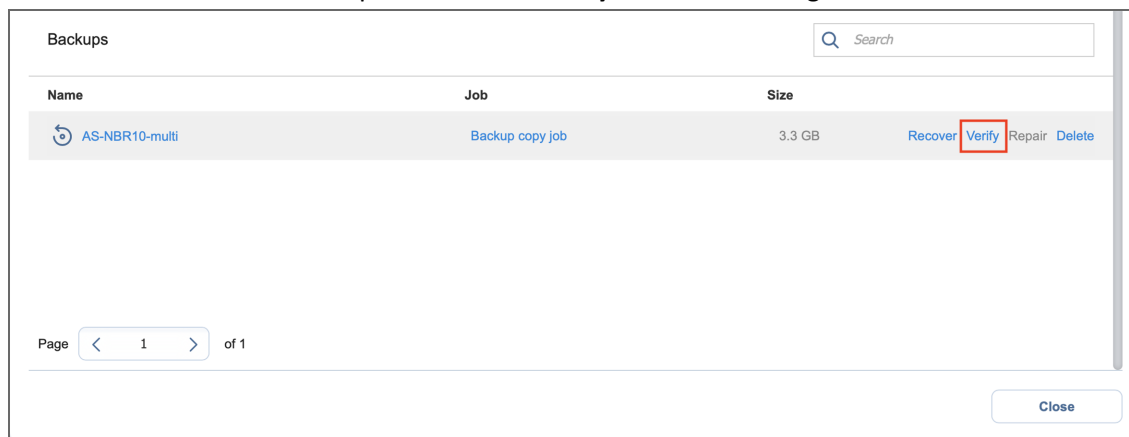 Backups
Search
Name Job Size
AS-NBR10-multi Backup copy job 3.3 GB Recover Verify Repair Delete
Page 1 of 1
Close